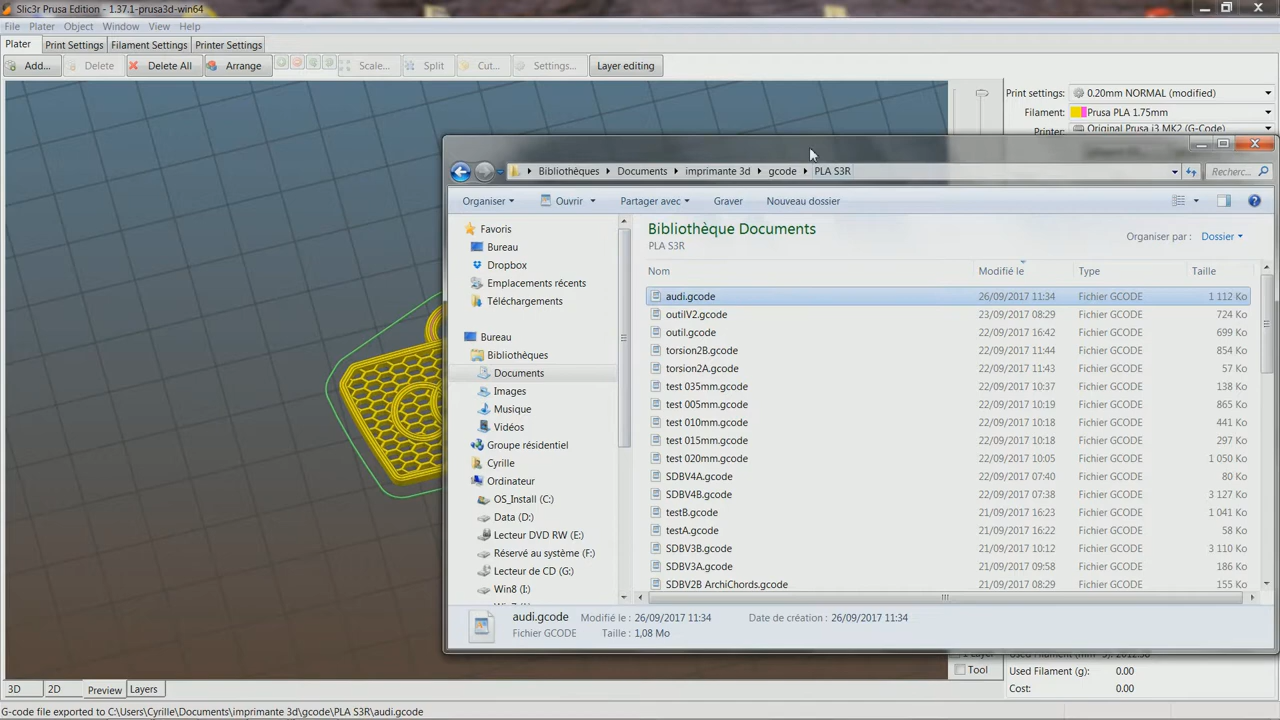 Slic3r Prusa Edition - 1.37.1-prusa3d-win64
File Plater Object Window View Help
Plater Print Settings Filament Settings Printer Settings
Add... Delete Delete All Arrange Scale... Split Cut... Settings... Layer editing
Print settings: 0.20mm NORMAL (modified)
Filament: Prusa PLA 1.75mm
Printer: Original Prusa i3 MK2 (G-Code)
Bibliothèques Documents imprimante 3d gcode PLA S3R Recherc...
Organiser Ouvrir Partager avec Graver Nouveau dossier
Favoris
Bureau
Dropbox
Emplacements récents
Téléchargements
Bureau
Bibliothèques
Documents
Images
Musique
Vidéos
Groupe résidentiel
Cyrille
Ordinateur
OS_Install (C:)
Data (D:)
Lecteur DVD RW (E:)
Réservé au système (F:)
Lecteur de CD (G:)
Win8 (I:)
Bibliothèque Documents
PLA S3R
Organiser par : Dossier
Nom Modifié le Type Taille
audi.gcode 26/09/2017 11:34 Fichier GCODE 1 112 Ko
outilV2.gcode 23/09/2017 08:29 Fichier GCODE 724 Ko
outil.gcode 22/09/2017 16:42 Fichier GCODE 699 Ko
torsion2B.gcode 22/09/2017 11:44 Fichier GCODE 854 Ko
torsion2A.gcode 22/09/2017 11:43 Fichier GCODE 57 Ko
test 035mm.gcode 22/09/2017 10:37 Fichier GCODE 138 Ko
test 005mm.gcode 22/09/2017 10:19 Fichier GCODE 865 Ko
test 010mm.gcode 22/09/2017 10:18 Fichier GCODE 441 Ko
test 015mm.gcode 22/09/2017 10:18 Fichier GCODE 297 Ko
test 020mm.gcode 22/09/2017 10:05 Fichier GCODE 1 050 Ko
SDBV4A.gcode 22/09/2017 07:40 Fichier GCODE 80 Ko
SDBV4B.gcode 22/09/2017 07:38 Fichier GCODE 3 127 Ko
testB.gcode 21/09/2017 16:23 Fichier GCODE 1 041 Ko
testA.gcode 21/09/2017 16:22 Fichier GCODE 58 Ko
SDBV3B.gcode 21/09/2017 10:12 Fichier GCODE 3 110 Ko
SDBV3A.gcode 21/09/2017 09:58 Fichier GCODE 186 Ko
SDBV2B ArchiChords.gcode 21/09/2017 08:29 Fichier GCODE 155 Ko
audi.gcode Modifié le : 26/09/2017 11:34 Date de création : 26/09/2017 11:34
Fichier GCODE Taille : 1,08 Mo
Tool
Used Filament (g): 0.00
Cost: 0.00
3D 2D Preview Layers
G-code file exported to C:\Users\Cyrille\Documents\imprimante 3d\gcode\PLA S3R\audi.gcode